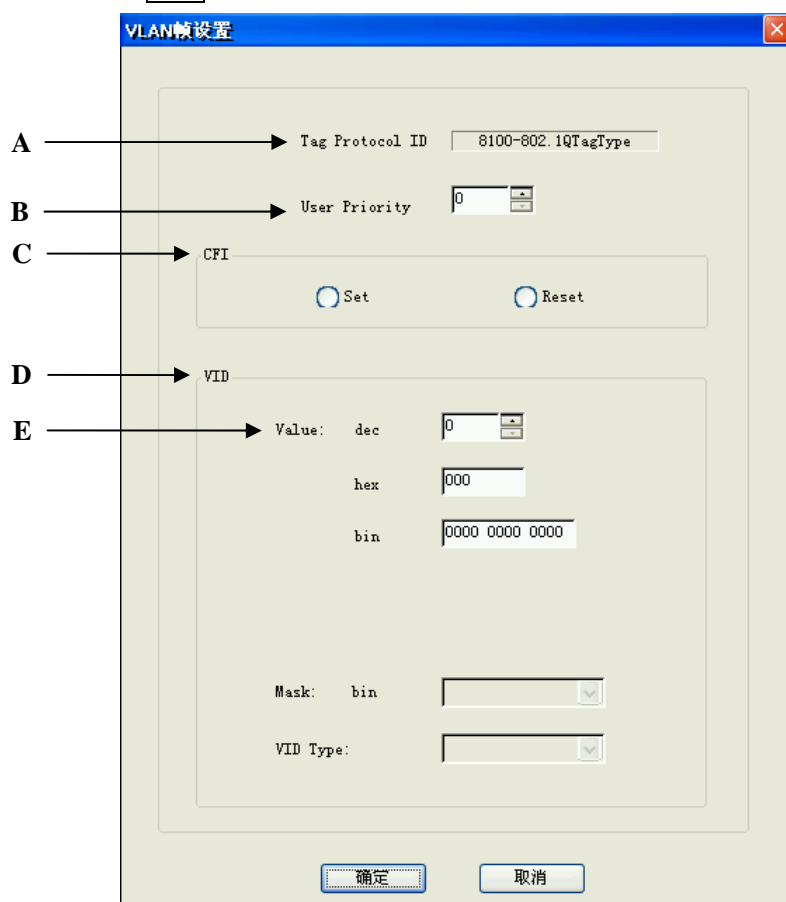 VLAN帧设置
A Tag Protocol ID 8100-802.1QTagType
B User Priority 0
C CFI
Set Reset
D VID
E Value: dec 0
hex 000
bin 0000 0000 0000
Mask: bin
VID Type:
确定 取消